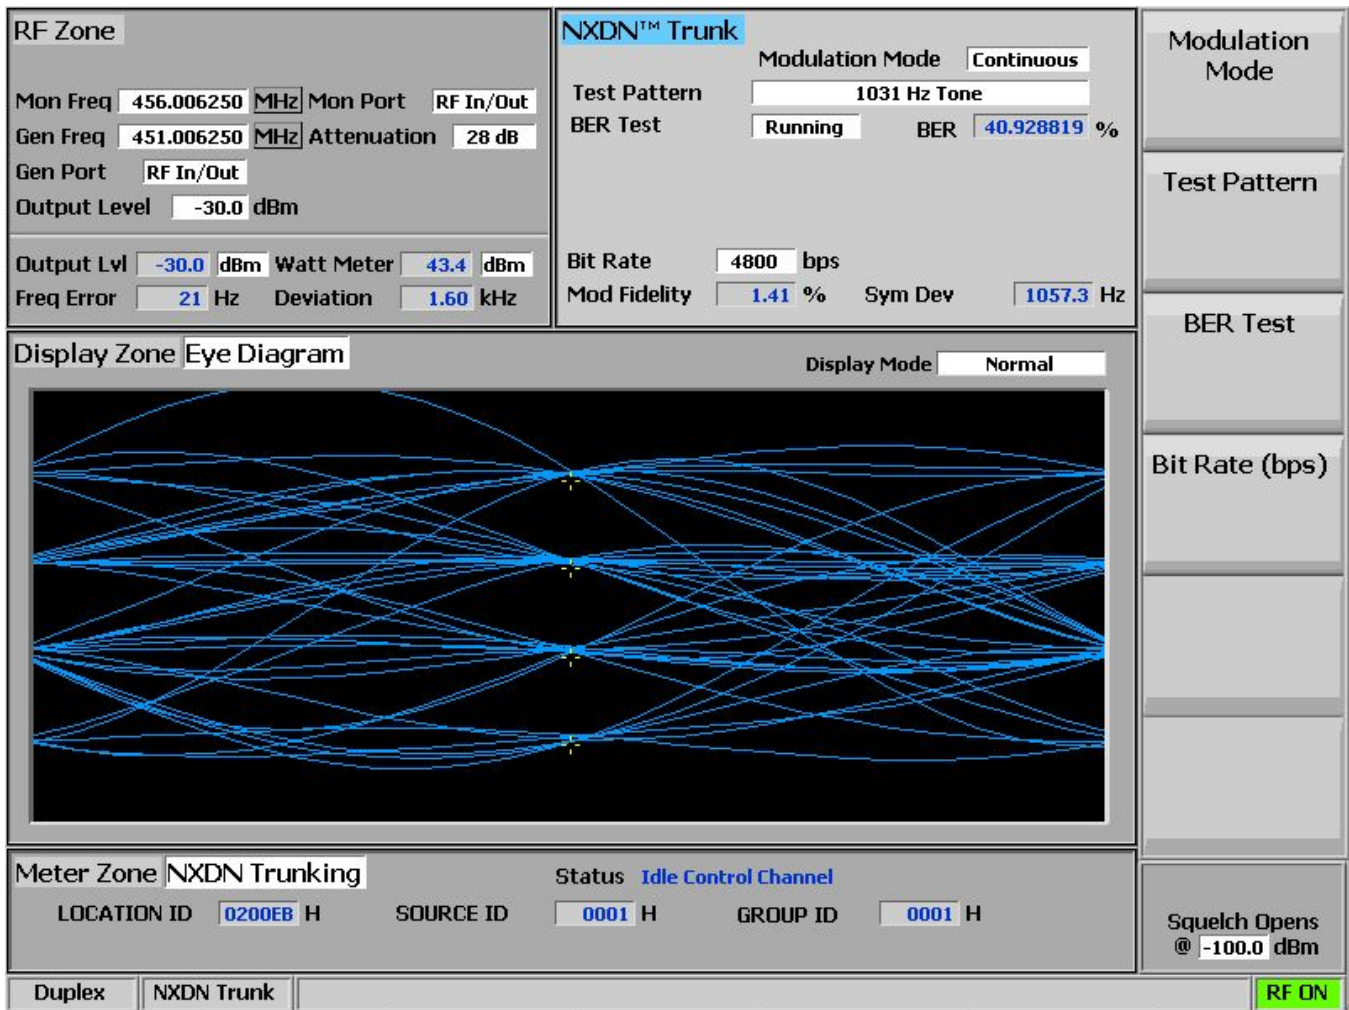 RF Zone
Mon Freq 456.006250 MHz Mon Port RF In/Out
Gen Freq 451.006250 MHz Attenuation 28 dB
Gen Port RF In/Out
Output Level -30.0 dBm
Output Lvl -30.0 dBm Watt Meter 43.4 dBm
Freq Error 21 Hz Deviation 1.60 kHz
NXDN™ Trunk
Modulation Mode Continuous
Test Pattern 1031 Hz Tone
BER Test Running BER 40.928819 %
Bit Rate 4800 bps
Mod Fidelity 1.41 % Sym Dev 1057.3 Hz
Display Zone Eye Diagram
Display Mode Normal
Meter Zone NXDN Trunking
Status Idle Control Channel
LOCATION ID 0200EB H SOURCE ID 0001 H GROUP ID 0001 H
Modulation
Mode
Test Pattern
BER Test
Bit Rate (bps)
Squelch Opens
@ -100.0 dBm
Duplex NXDN Trunk RF ON